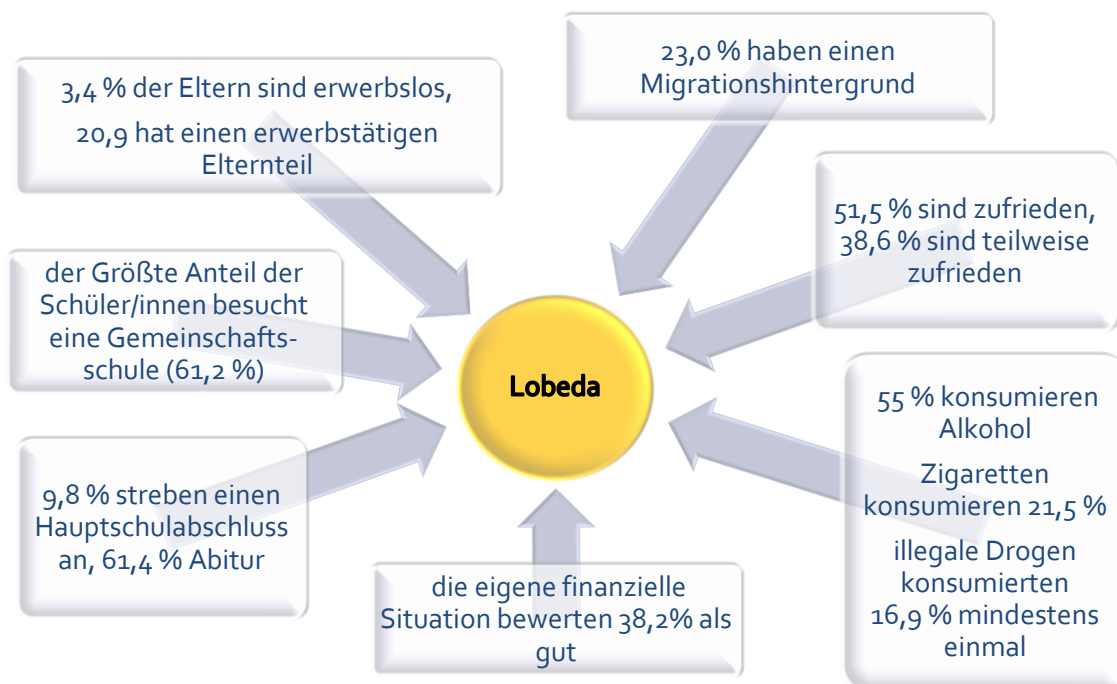 3,4 % der Eltern sind erwerbslos,
20,9 hat einen erwerbstätigen
Elternteil
23,0 % haben einen
Migrationshintergrund
51,5 % sind zufrieden,
38,6 % sind teilweise
zufrieden
der Größte Anteil der
Schüler/innen besucht
eine Gemeinschafts-
schule (61,2 %)
Lobeda
55 % konsumieren
Alkohol
Zigaretten
konsumieren 21,5 %
illegale Drogen
konsumierten
16,9 % mindestens
einmal
9,8 % streben einen
Hauptschulabschluss
an, 61,4 % Abitur
die eigene finanzielle
Situation bewerten 38,2% als
gut